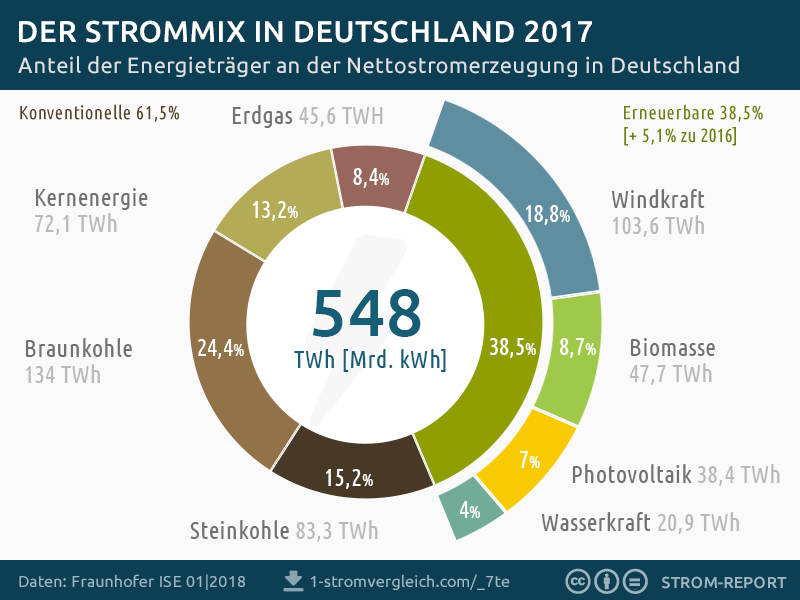 DER STROMMIX IN DEUTSCHLAND 2017
Anteil der Energieträger an der Nettostromerzeugung in Deutschland
Konventionelle 61,5%
Erdgas 45,6 TWH
Erneuerbare 38,5%
[+ 5,1% zu 2016]
Kernenergie
72,1 TWh
13,2%
8,4%
18,8%
Windkraft
103,6 TWh
548
TWh [Mrd. kWh]
Braunkohle
134 TWh
24,4%
38,5%
8,7%
Biomasse
47,7 TWh
15,2%
7%
4%
Photovoltaik 38,4 TWh
Wasserkraft 20,9 TWh
Steinkohle 83,3 TWh
Daten: Fraunhofer ISE 01|2018
1-stromvergleich.com/_7te
cc
STROM-REPORT